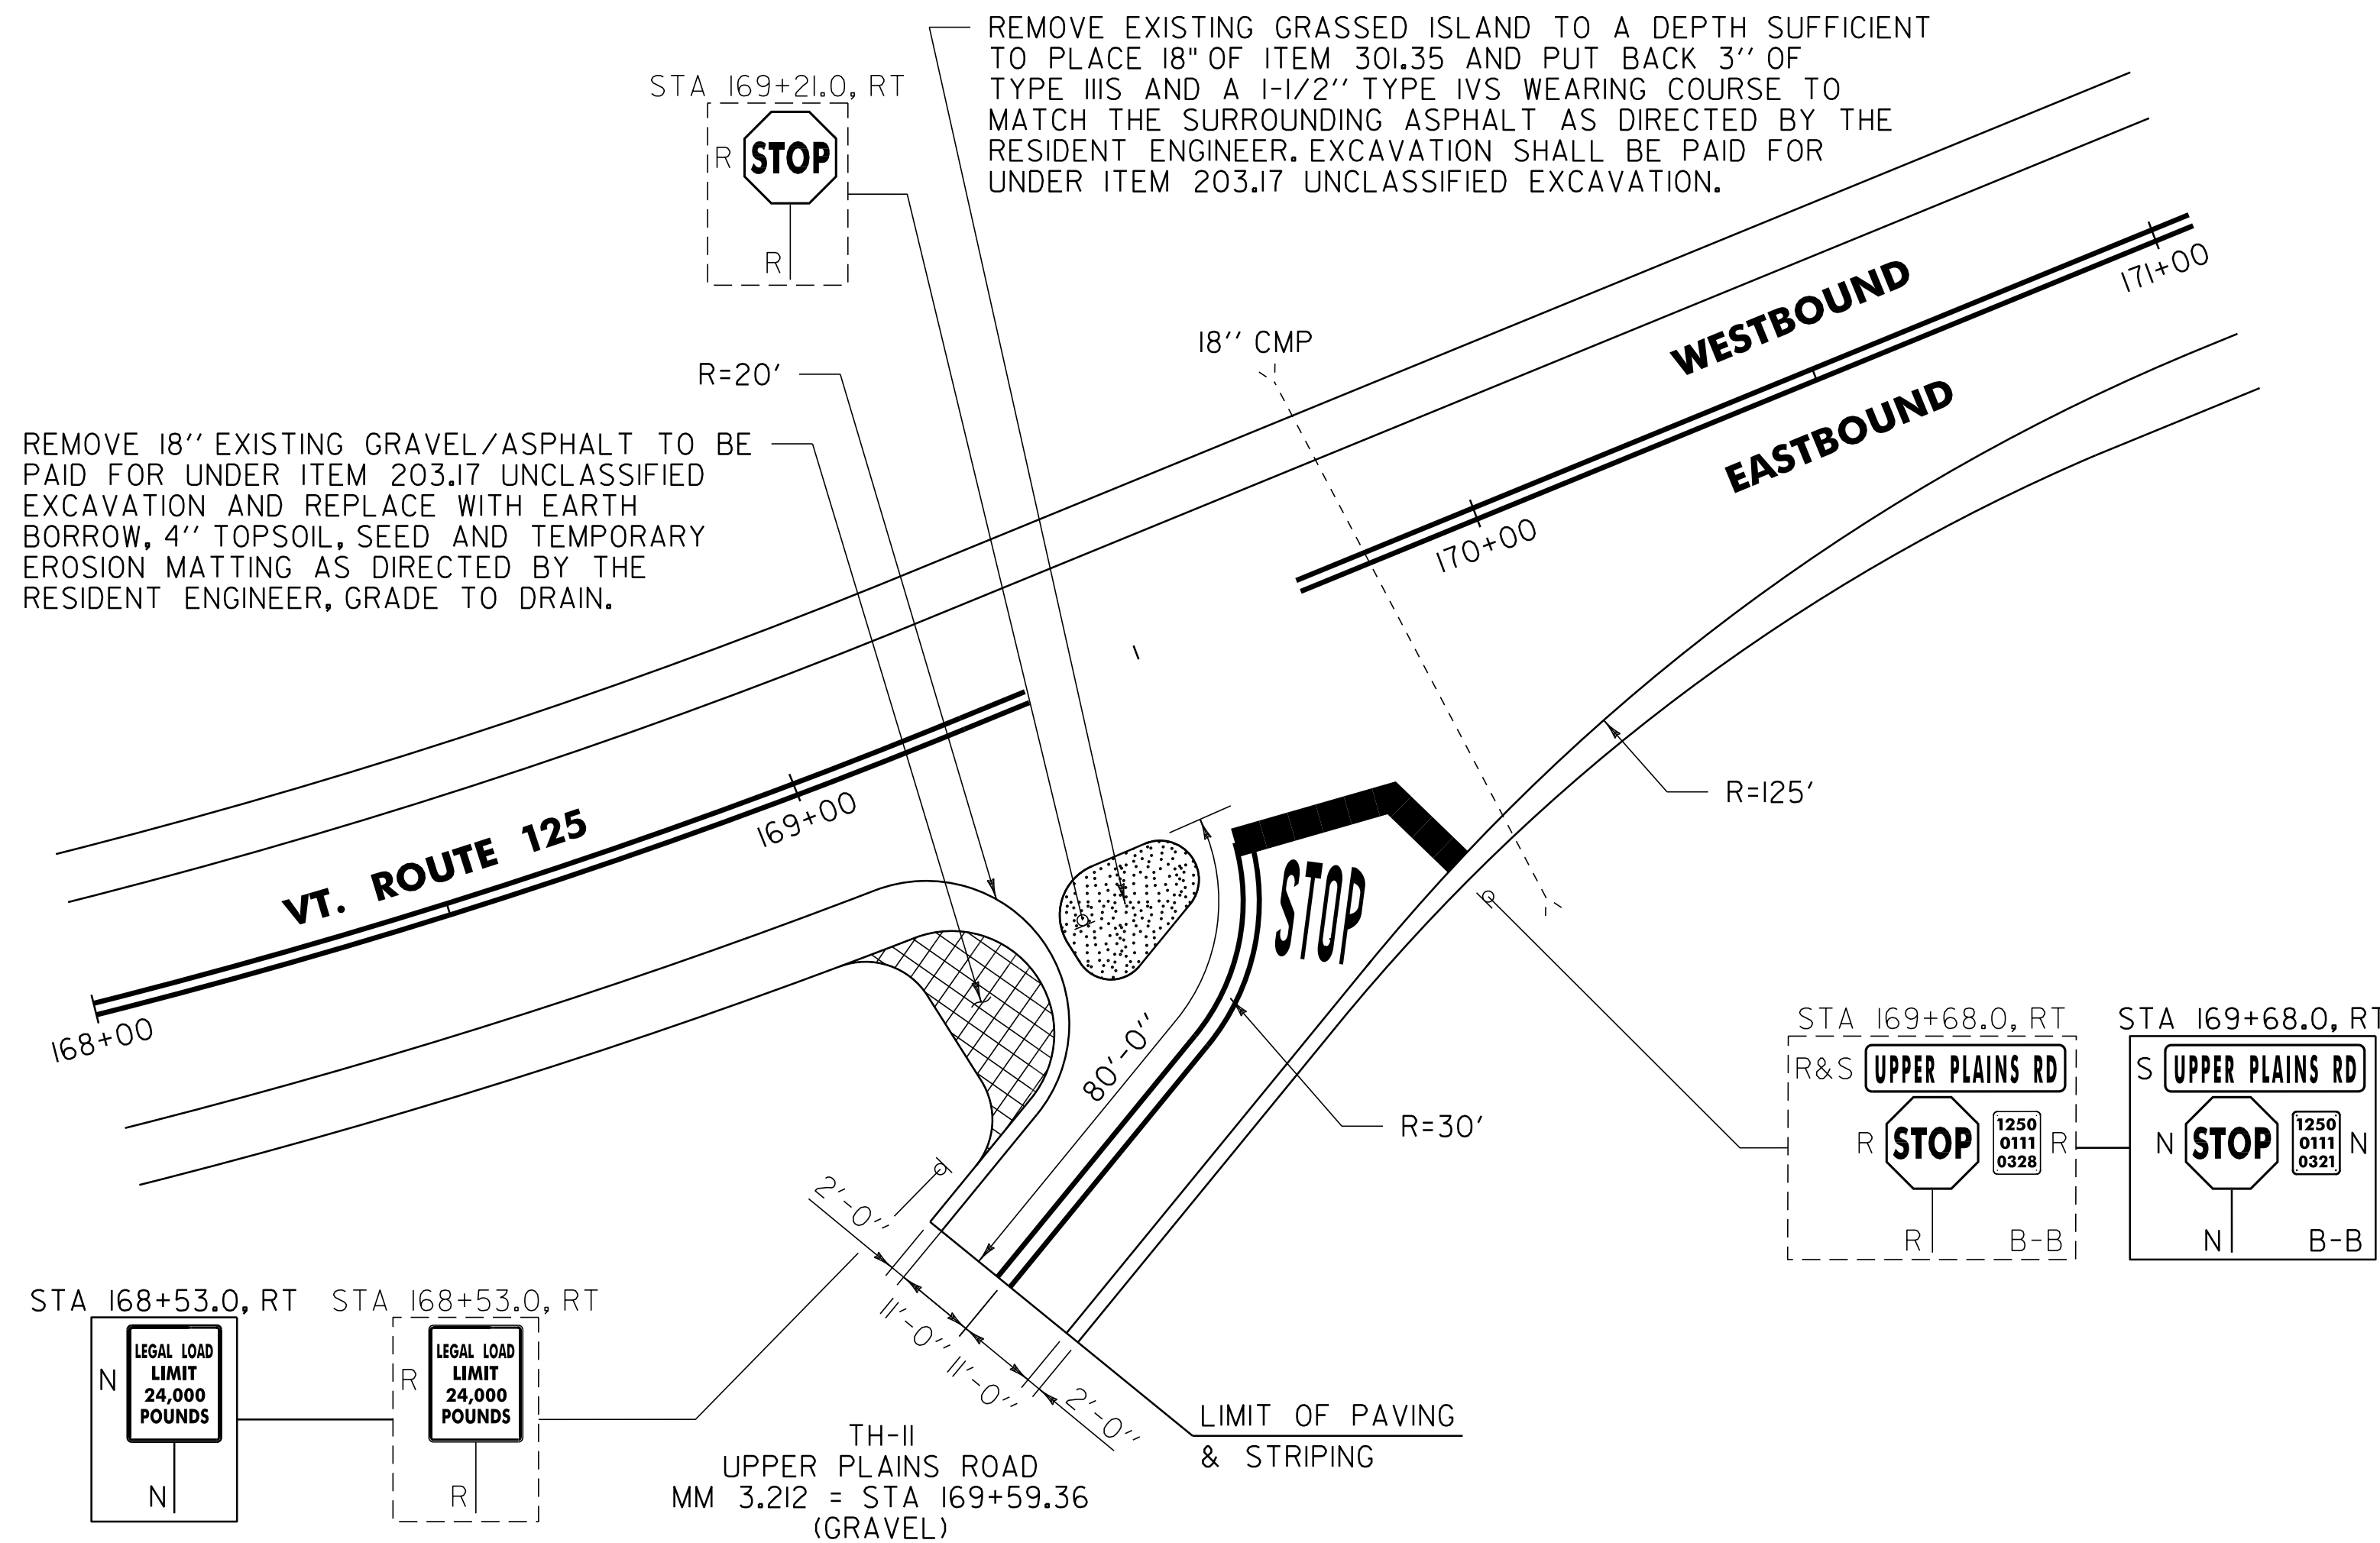 REMOVE EXISTING GRASSED ISLAND TO A DEPTH SUFFICIENT
TO PLACE 18" OF ITEM 301.35 AND PUT BACK 3'' OF
TYPE IIIS AND A 1-1/2'' TYPE IVS WEARING COURSE TO
MATCH THE SURROUNDING ASPHALT AS DIRECTED BY THE
RESIDENT ENGINEER. EXCAVATION SHALL BE PAID FOR
UNDER ITEM 203.17 UNCLASSIFIED EXCAVATION.
STA 169+21.0, RT
R
STOP
R
18'' CMP
R=20'
REMOVE 18'' EXISTING GRAVEL/ASPHALT TO BE
PAID FOR UNDER ITEM 203.17 UNCLASSIFIED
EXCAVATION AND REPLACE WITH EARTH
BORROW, 4'' TOPSOIL, SEED AND TEMPORARY
EROSION MATTING AS DIRECTED BY THE
RESIDENT ENGINEER, GRADE TO DRAIN.
WESTBOUND
EASTBOUND
171+00
170+00
169+00
168+00
VT. ROUTE 125
R=125'
STOP
80'-0''
R=30'
2'-0''
11'-0''
11'-0''
2'-0''
STA 169+68.0, RT
R&S UPPER PLAINS RD
R STOP 1250 R
0111
0328
R B-B
STA 169+68.0, RT
S UPPER PLAINS RD
N STOP 1250 N
0111
0321
N B-B
STA 168+53.0, RT
LEGAL LOAD
N LIMIT
24,000
POUNDS
N
STA 168+53.0, RT
LEGAL LOAD
R LIMIT
24,000
POUNDS
R
LIMIT OF PAVING
& STRIPING
TH-11
UPPER PLAINS ROAD
MM 3.212 = STA 169+59.36
(GRAVEL)